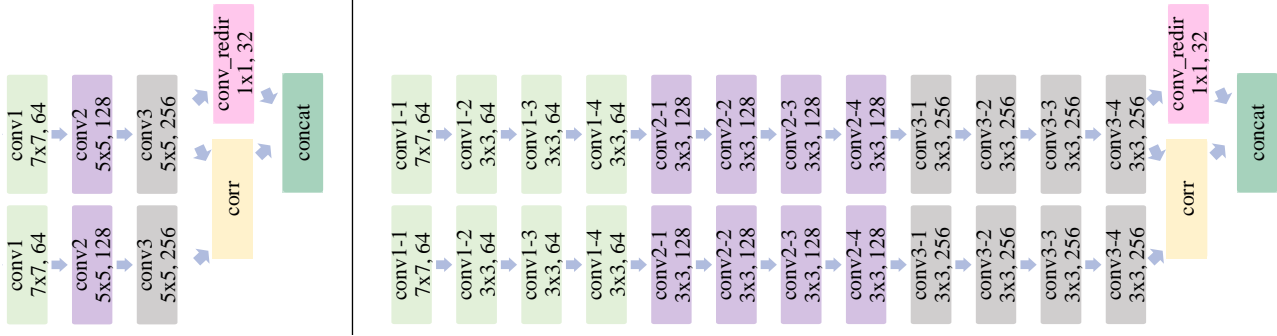 conv1
7x7, 64
conv2
5x5, 128
conv3
5x5, 256
conv_redir
1x1, 32
conv1
7x7, 64
conv2
5x5, 128
conv3
5x5, 256
corr
concat
conv1-1
7x7, 64
conv1-2
3x3, 64
conv1-3
3x3, 64
conv1-4
3x3, 64
conv2-1
3x3, 128
conv2-2
3x3, 128
conv2-3
3x3, 128
conv2-4
3x3, 128
conv3-1
3x3, 256
conv3-2
3x3, 256
conv3-3
3x3, 256
conv3-4
3x3, 256
conv_redir
1x1, 32
conv1-1
7x7, 64
conv1-2
3x3, 64
conv1-3
3x3, 64
conv1-4
3x3, 64
conv2-1
3x3, 128
conv2-2
3x3, 128
conv2-3
3x3, 128
conv2-4
3x3, 128
conv3-1
3x3, 256
conv3-2
3x3, 256
conv3-3
3x3, 256
conv3-4
3x3, 256
corr
concat